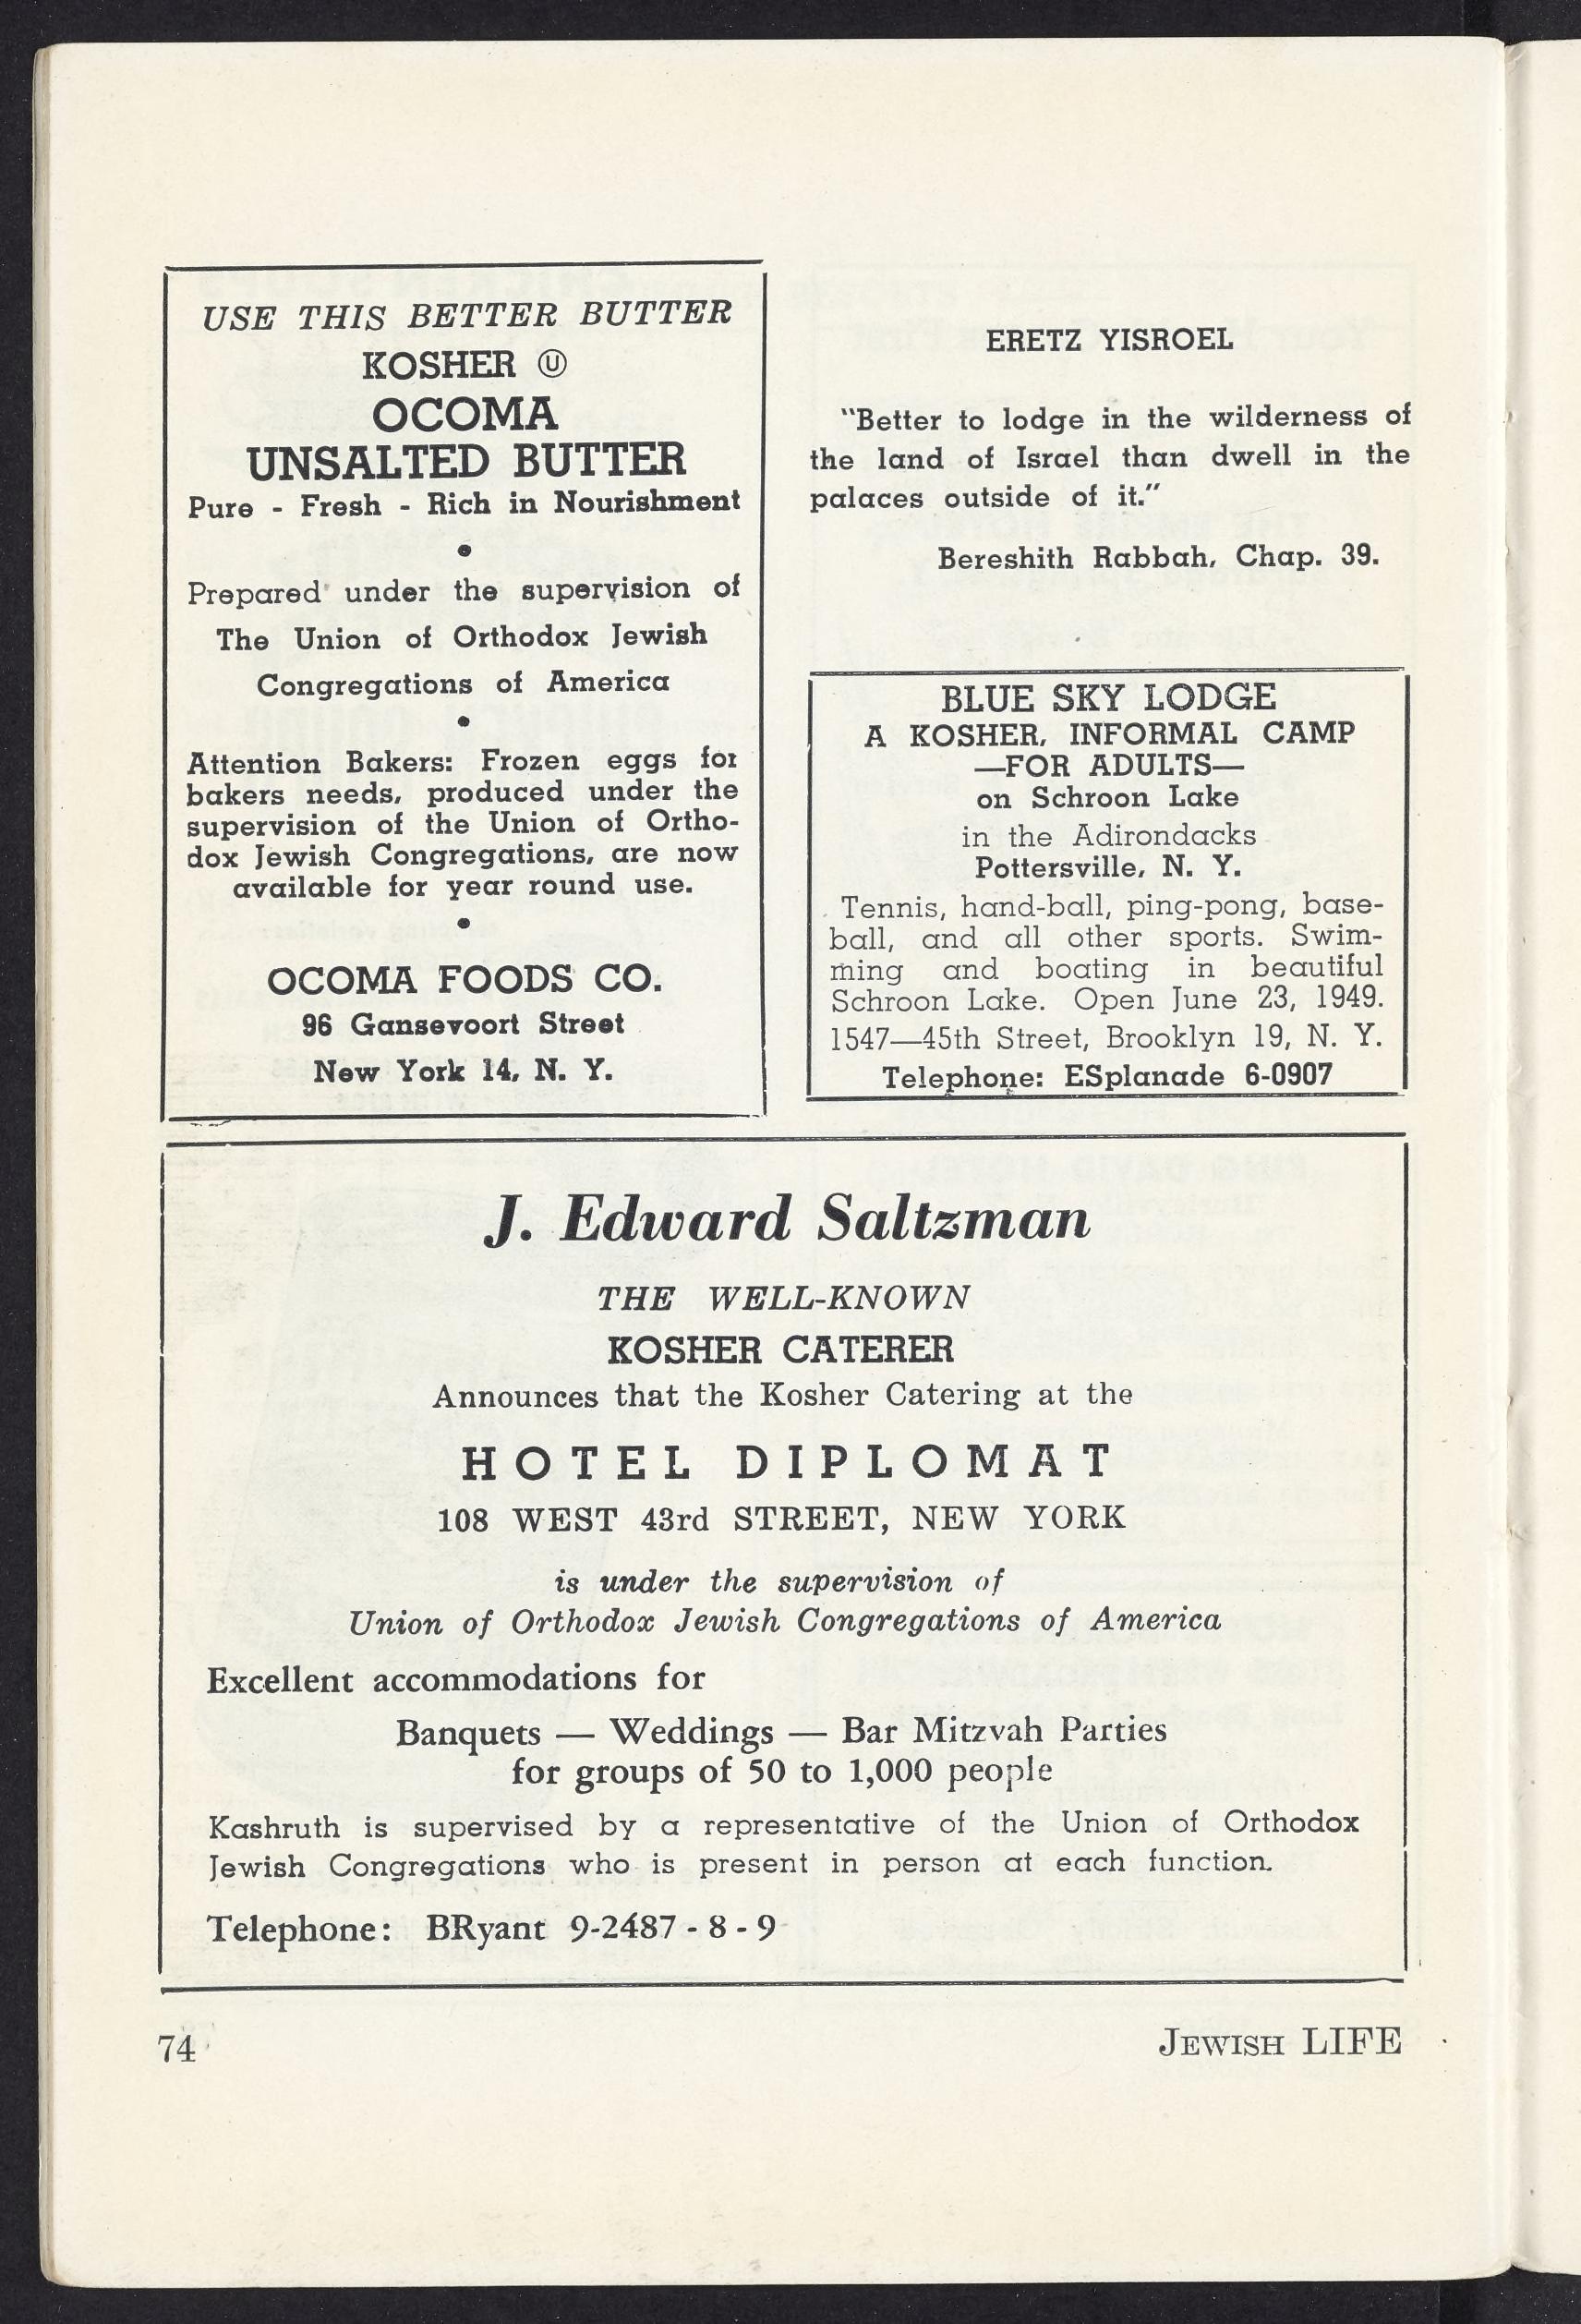 USE THIS BETTER BUTTER
KOSHER Ⓤ
OCOMA
UNSALTED BUTTER
Pure - Fresh - Rich in Nourishment
•
Prepared under the supervision of
The Union of Orthodox Jewish
Congregations of America
•
Attention Bakers: Frozen eggs for
bakers needs, produced under the
supervision of the Union of Ortho-
dox Jewish Congregations, are now
available for year round use.
•
OCOMA FOODS CO.
96 Gansevoort Street
New York 14, N. Y.
ERETZ YISROEL
"Better to lodge in the wilderness of
the land of Israel than dwell in the
palaces outside of it."
Bereshith Rabbah, Chap. 39.
BLUE SKY LODGE
A KOSHER, INFORMAL CAMP
—FOR ADULTS—
on Schroon Lake
in the Adirondacks
Pottersville, N. Y.
Tennis, hand-ball, ping-pong, base-
ball, and all other sports. Swim-
ming and boating in beautiful
Schroon Lake. Open June 23, 1949.
1547—45th Street, Brooklyn 19, N. Y.
Telephone: ESplanade 6-0907
J. Edward Saltzman
THE WELL-KNOWN
KOSHER CATERER
Announces that the Kosher Catering at the
HOTEL DIPLOMAT
108 WEST 43rd STREET, NEW YORK
is under the supervision of
Union of Orthodox Jewish Congregations of America
Excellent accommodations for
Banquets — Weddings — Bar Mitzvah Parties
for groups of 50 to 1,000 people
Kashruth is supervised by a representative of the Union of Orthodox
Jewish Congregations who is present in person at each function.
Telephone: BRyant 9-2487 - 8 - 9
74
JEWISH LIFE